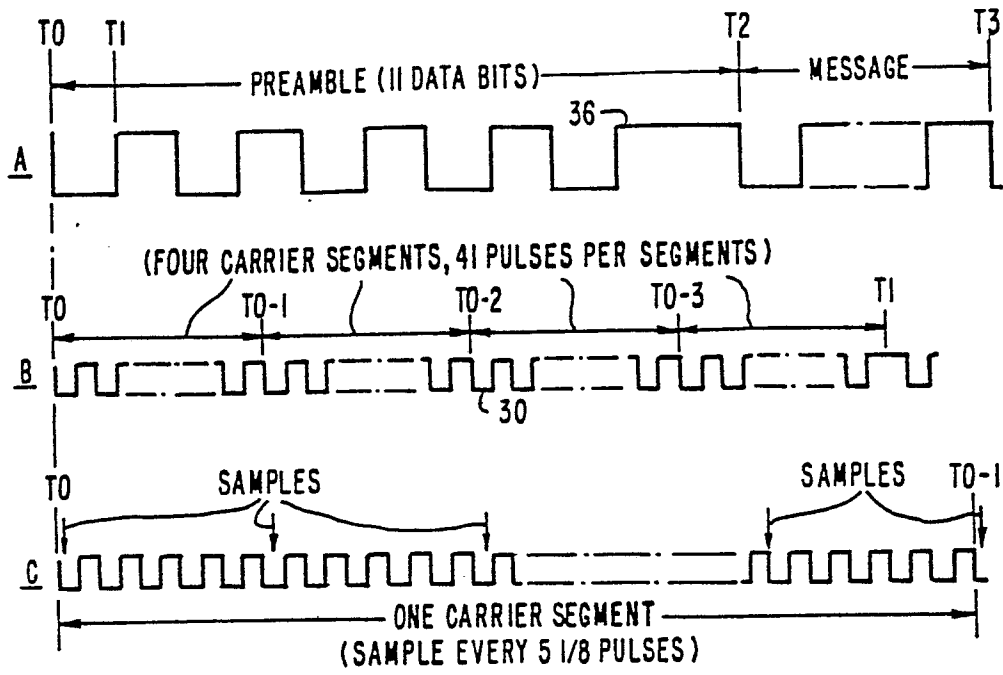 T0 T1 T2 T3
PREAMBLE (11 DATA BITS) MESSAGE
36
A
(FOUR CARRIER SEGMENTS, 41 PULSES PER SEGMENTS)
T0 T0-1 T0-2 T0-3 T1
B
30
T0 SAMPLES SAMPLES T0-1
C
ONE CARRIER SEGMENT
(SAMPLE EVERY 5 1/8 PULSES)